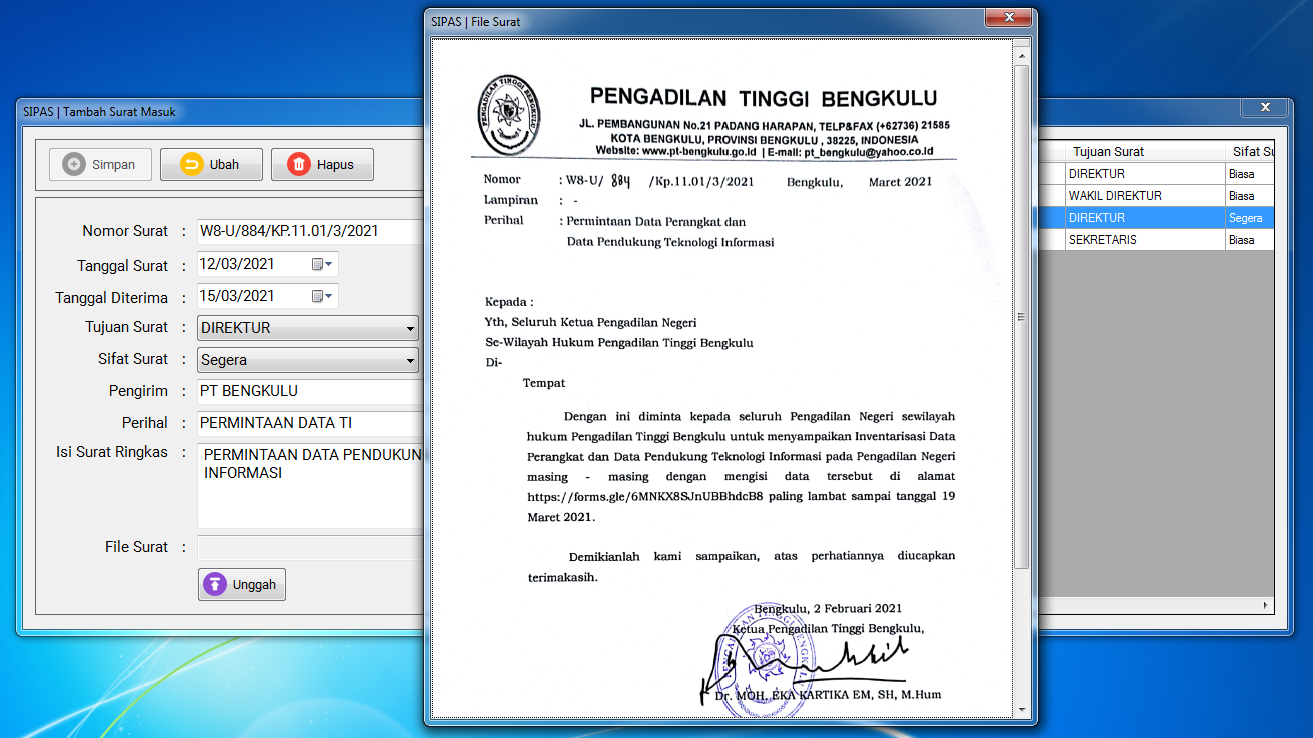 SIPAS | Tambah Surat Masuk
Simpan
Ubah
Hapus
Nomor Surat : W8-U/884/KP.11.01/3/2021
Tanggal Surat : 12/03/2021
Tanggal Diterima : 15/03/2021
Tujuan Surat : DIREKTUR
Sifat Surat : Segera
Pengirim : PT BENGKULU
Perihal : PERMINTAAN DATA TI
Isi Surat Ringkas : PERMINTAAN DATA PENDUKUN
INFORMASI
File Surat :
Unggah
SIPAS | File Surat
PENGADILAN TINGGI BENGKULU
PENGADILAN TINGGI BENGKULU
JL. PEMBANGUNAN No.21 PADANG HARAPAN, TELP&FAX (+62736) 21585
KOTA BENGKULU, PROVINSI BENGKULU , 38225, INDONESIA
Website: www.pt-bengkulu.go.id | E-mail: pt_bengkulu@yahoo.co.id
Nomor : W8-U/ 884 /Kp.11.01/3/2021 Bengkulu, Maret 2021
Lampiran : -
Perihal : Permintaan Data Perangkat dan
Data Pendukung Teknologi Informasi
Kepada :
Yth, Seluruh Ketua Pengadilan Negeri
Se-Wilayah Hukum Pengadilan Tinggi Bengkulu
Di-
Tempat
Dengan ini diminta kepada seluruh Pengadilan Negeri sewilayah
hukum Pengadilan Tinggi Bengkulu untuk menyampaikan Inventarisasi Data
Perangkat dan Data Pendukung Teknologi Informasi pada Pengadilan Negeri
masing - masing dengan mengisi data tersebut di alamat
https://forms.gle/6MNKX8SJnUBBhdcB8 paling lambat sampai tanggal 19
Maret 2021.
Demikianlah kami sampaikan, atas perhatiannya diucapkan
terimakasih.
Bengkulu, 2 Februari 2021
Ketua Pengadilan Tinggi Bengkulu,
Dr. MOH. EKA KARTIKA EM, SH, M.Hum
Tujuan Surat Sifat Su
DIREKTUR Biasa
WAKIL DIREKTUR Biasa
DIREKTUR Segera
SEKRETARIS Biasa